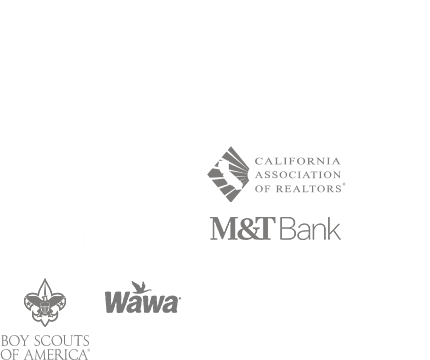 CALIFORNIA
ASSOCIATION
OF REALTORS®
M&T Bank
Wawa®
BOY SCOUTS
OF AMERICA®